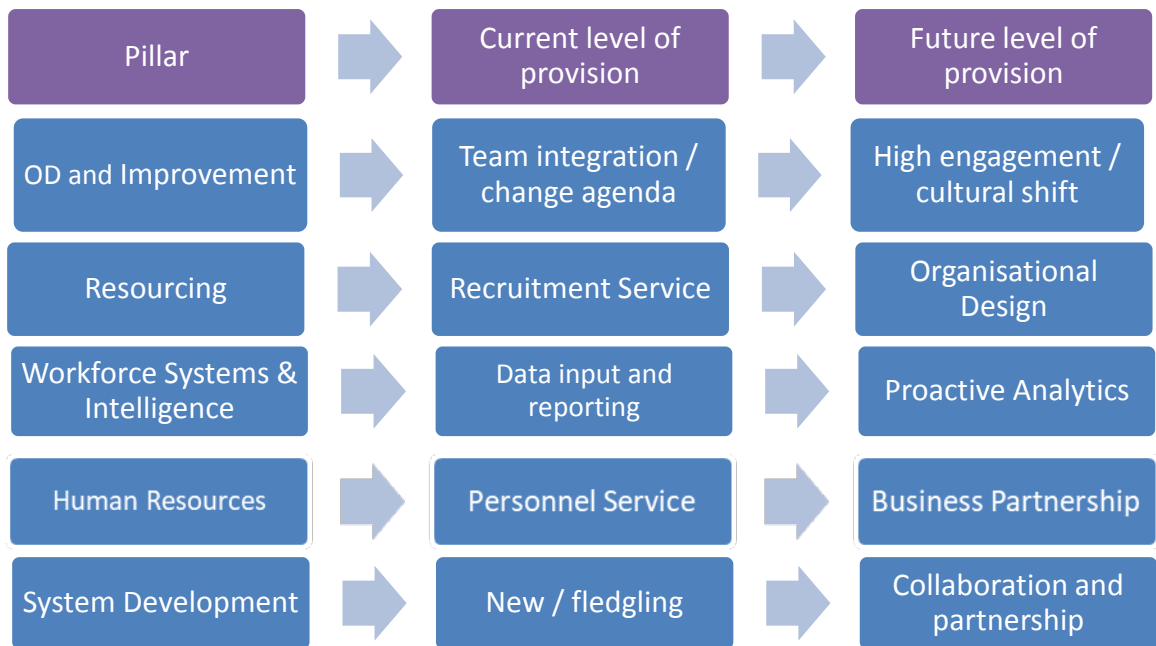 Pillar
Current level of
provision
Future level of
provision
OD and Improvement
Team integration /
change agenda
High engagement /
cultural shift
Resourcing
Recruitment Service
Organisational
Design
Workforce Systems &
Intelligence
Data input and
reporting
Proactive Analytics
Human Resources
Personnel Service
Business Partnership
System Development
New / fledgling
Collaboration and
partnership